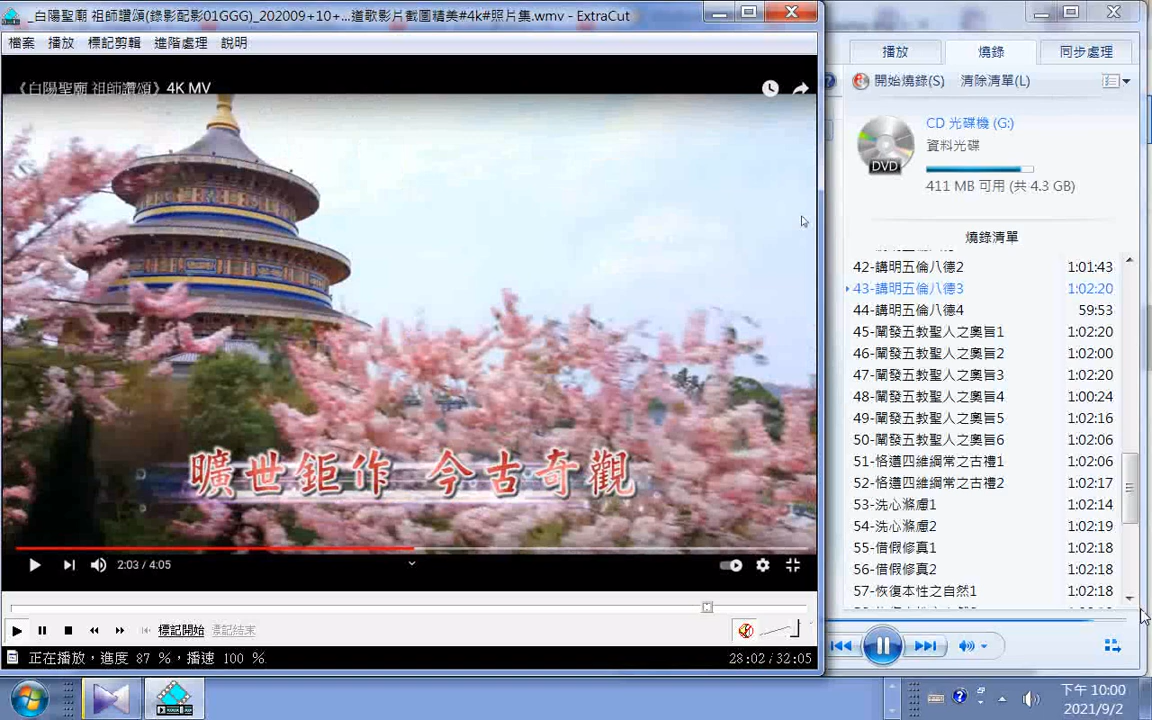 _白陽聖廟 祖師讚頌(錄影配影01GGG)_202009+10+...道歌影片截圖精美#4k#照片集.wmv - ExtraCut
檔案 播放 標記剪輯 進階處理 說明
《白陽聖廟 祖師讚頌》4K MV
曠世鉅作 今古奇觀
2:03 / 4:05
標記開始 標記結束
正在播放，進度 87 %，播速 100 %
28:02 / 32:05
播放 燒錄 同步處理
開始燒錄(S) 清除清單(L)
CD 光碟機 (G:)
資料光碟
DVD
411 MB 可用 (共 4.3 GB)
燒錄清單
42-講明五倫八德2 1:01:43
43-講明五倫八德3 1:02:20
44-講明五倫八德4 59:53
45-闡發五教聖人之奧旨1 1:02:20
46-闡發五教聖人之奧旨2 1:02:00
47-闡發五教聖人之奧旨3 1:02:20
48-闡發五教聖人之奧旨4 1:00:24
49-闡發五教聖人之奧旨5 1:02:16
50-闡發五教聖人之奧旨6 1:02:06
51-恪遵四維綱常之古禮1 1:02:06
52-恪遵四維綱常之古禮2 1:02:17
53-洗心滌慮1 1:02:14
54-洗心滌慮2 1:02:19
55-借假修真1 1:02:18
56-借假修真2 1:02:18
57-恢復本性之自然1 1:02:18
下午 10:00
2021/9/2